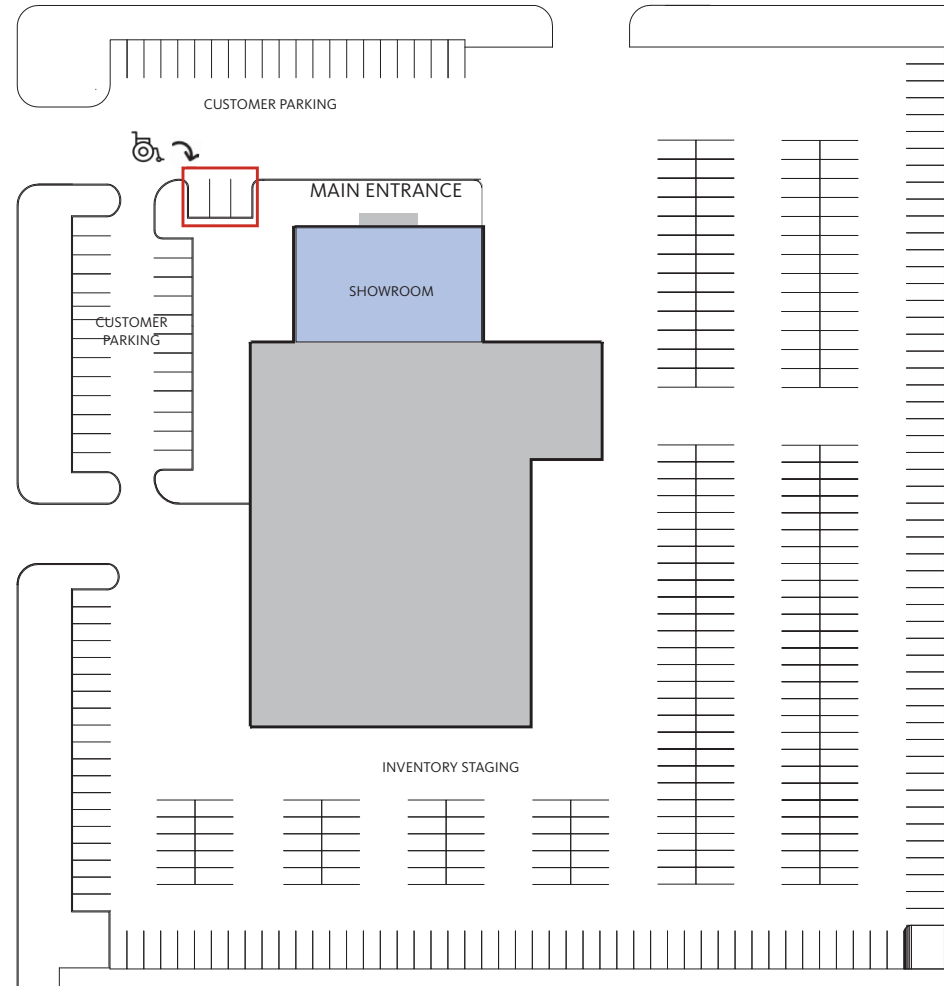 CUSTOMER PARKING
MAIN ENTRANCE
SHOWROOM
CUSTOMER
PARKING
INVENTORY STAGING